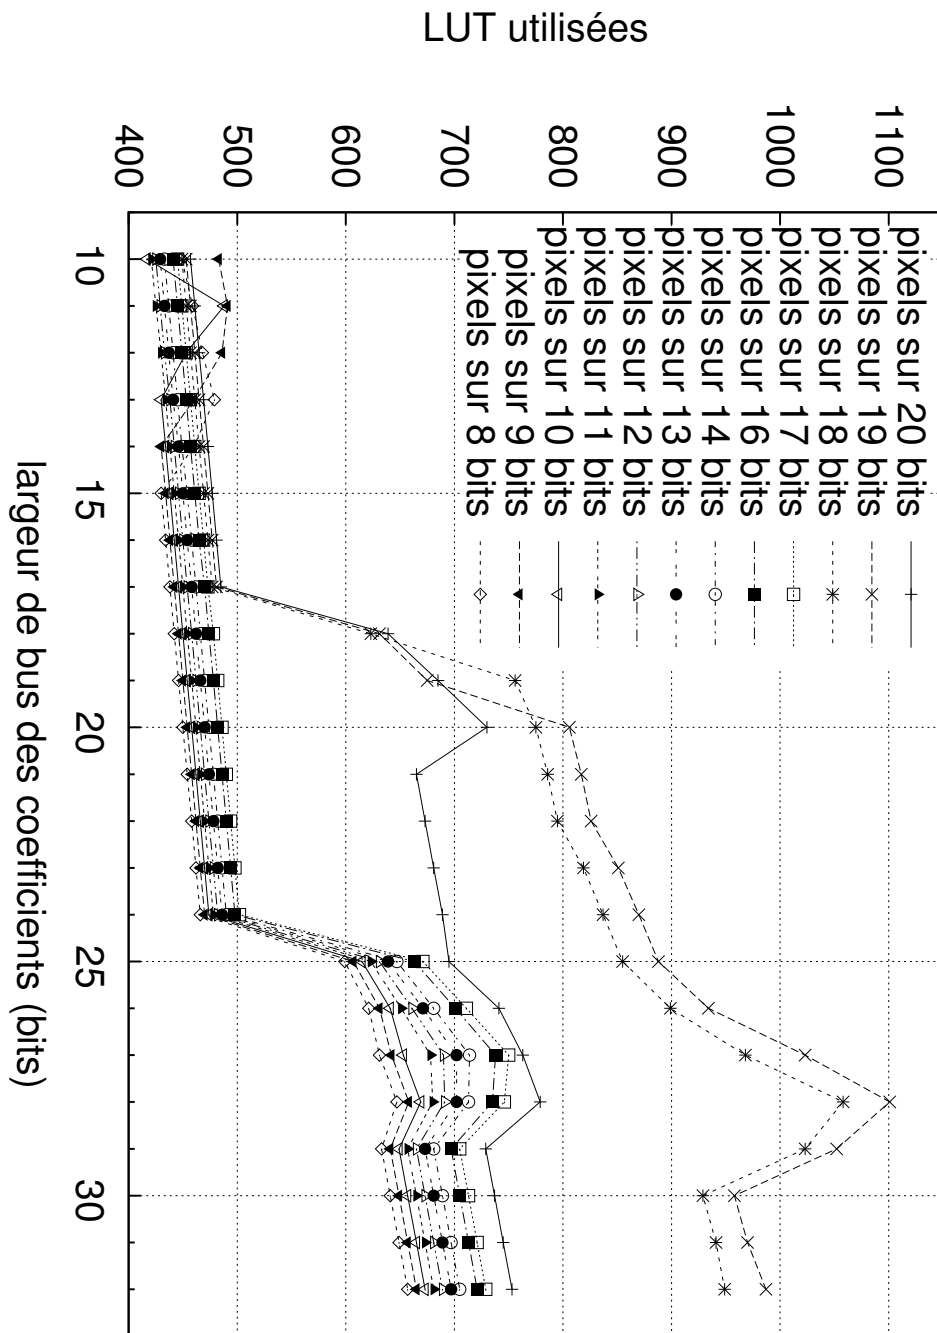 LUT utilisées
1100
1000
900
800
700
600
500
400
10
15
20
25
30
largeur de bus des coefficients (bits)
pixels sur 20 bits
pixels sur 19 bits
pixels sur 18 bits
pixels sur 17 bits
pixels sur 16 bits
pixels sur 14 bits
pixels sur 13 bits
pixels sur 12 bits
pixels sur 11 bits
pixels sur 10 bits
pixels sur 9 bits
pixels sur 8 bits